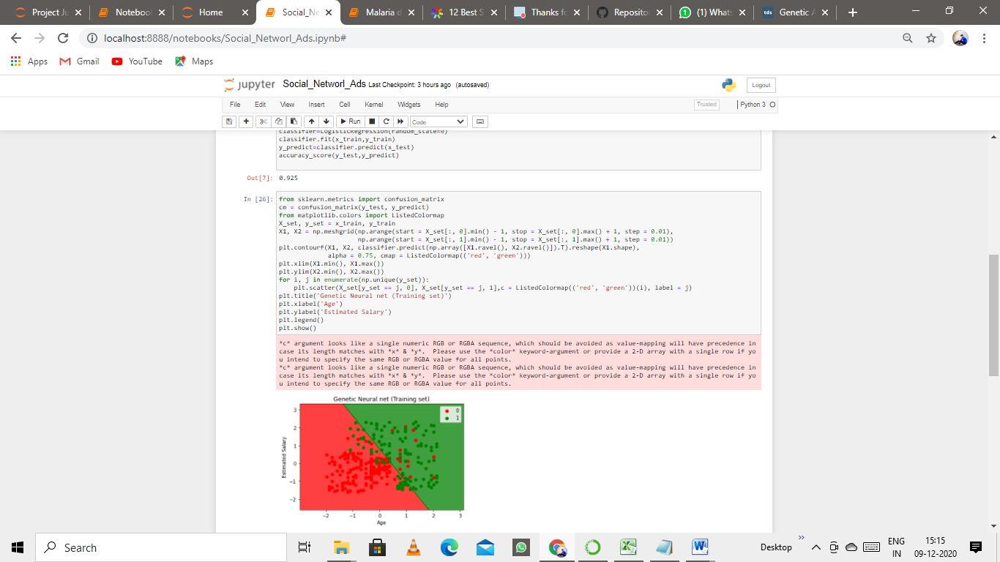 Project Ju
Noteboo
Home
Social_Ne
Malaria d
12 Best S
Thanks fo
Reposito
(1) Whats
tds
Genetic A
localhost:8888/notebooks/Social_Networl_Ads.ipynb#
Apps
Gmail
YouTube
Maps
jupyter Social_Networl_Ads Last Checkpoint: 3 hours ago (autosaved)
Logout
File Edit View Insert Cell Kernel Widgets Help
Trusted
Python 3
Run
Code
classifier=LogisticRegression(random_state=0)
classifier.fit(x_train,y_train)
y_predict=classifier.predict(x_test)
accuracy_score(y_test,y_predict)
Out[7]: 0.925
In [26]: from sklearn.metrics import confusion_matrix
cm = confusion_matrix(y_test, y_predict)
from matplotlib.colors import ListedColormap
X_set, y_set = x_train, y_train
X1, X2 = np.meshgrid(np.arange(start = X_set[:, 0].min() - 1, stop = X_set[:, 0].max() + 1, step = 0.01),
np.arange(start = X_set[:, 1].min() - 1, stop = X_set[:, 1].max() + 1, step = 0.01))
plt.contourf(X1, X2, classifier.predict(np.array([X1.ravel(), X2.ravel()]).T).reshape(X1.shape),
alpha = 0.75, cmap = ListedColormap(('red', 'green')))
plt.xlim(X1.min(), X1.max())
plt.ylim(X2.min(), X2.max())
for i, j in enumerate(np.unique(y_set)):
plt.scatter(X_set[y_set == j, 0], X_set[y_set == j, 1],c = ListedColormap(('red', 'green'))(i), label = j)
plt.title('Genetic Neural net (Training set)')
plt.xlabel('Age')
plt.ylabel('Estimated Salary')
plt.legend()
plt.show()
*c* argument looks like a single numeric RGB or RGBA sequence, which should be avoided as value-mapping will have precedence in
case its length matches with *x* & *y*.  Please use the *color* keyword-argument or provide a 2-D array with a single row if yo
u intend to specify the same RGB or RGBA value for all points.
*c* argument looks like a single numeric RGB or RGBA sequence, which should be avoided as value-mapping will have precedence in
case its length matches with *x* & *y*.  Please use the *color* keyword-argument or provide a 2-D array with a single row if yo
u intend to specify the same RGB or RGBA value for all points.
Genetic Neural net (Training set)
0
1
3
2
1
0
−1
−2
Estimated Salary
−2 −1 0 1 2 3
Age
Search
Desktop
ENG
IN
15:15
09-12-2020